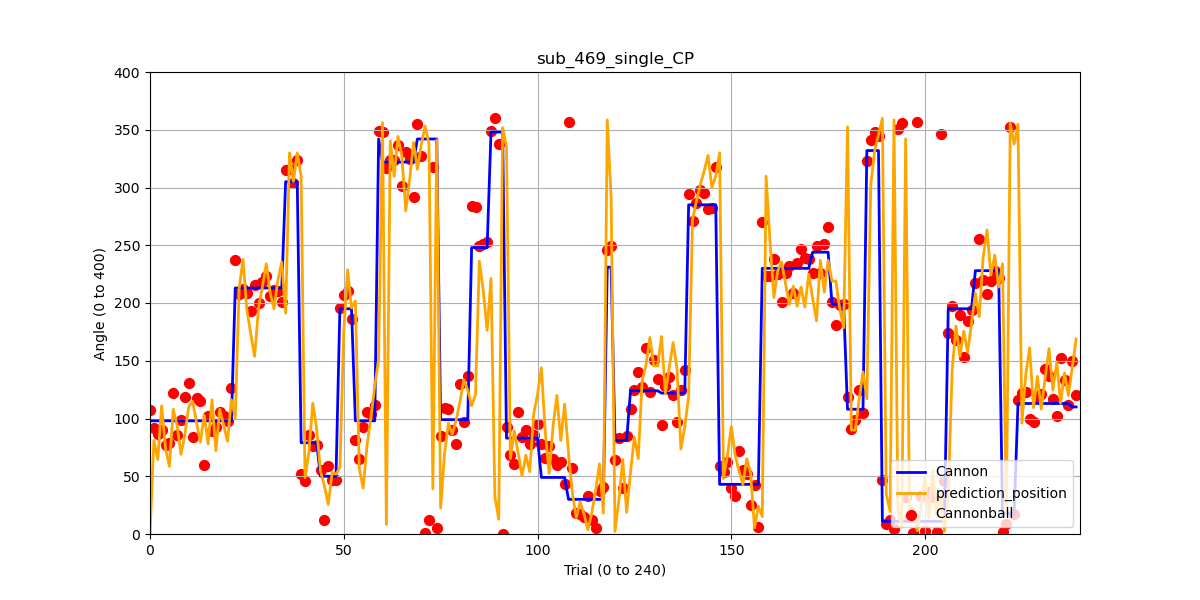 sub_469_single_CP
400
350
300
250
200
150
100
50
0
Angle (0 to 400)
0 50 100 150 200
Trial (0 to 240)
Cannon
prediction_position
Cannonball